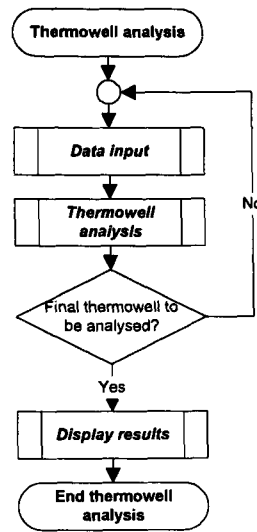 Thermowell analysis
Data input
Thermowell
analysis
Final thermowell to
be analysed?
No
Yes
Display results
End thermowell
analysis